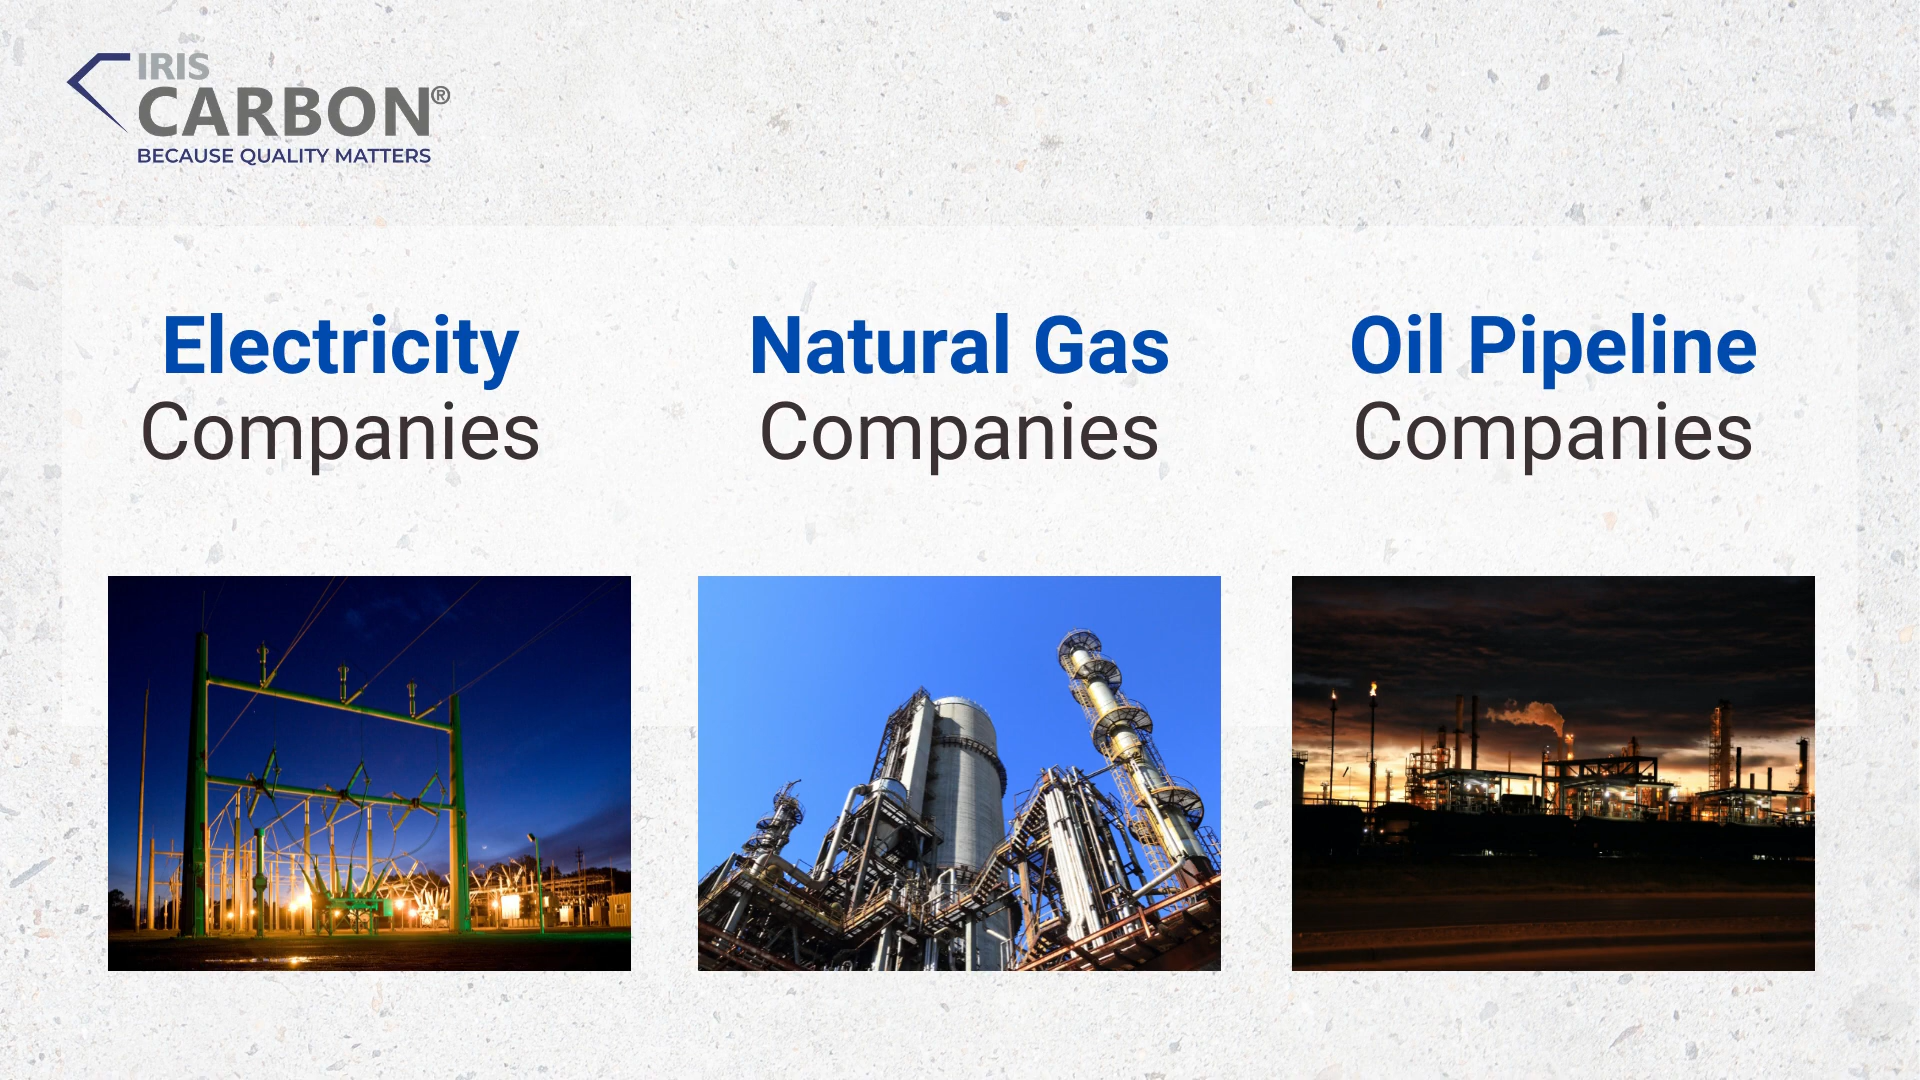 IRIS
CARBON®
BECAUSE QUALITY MATTERS
Electricity
Companies
Natural Gas
Companies
Oil Pipeline
Companies